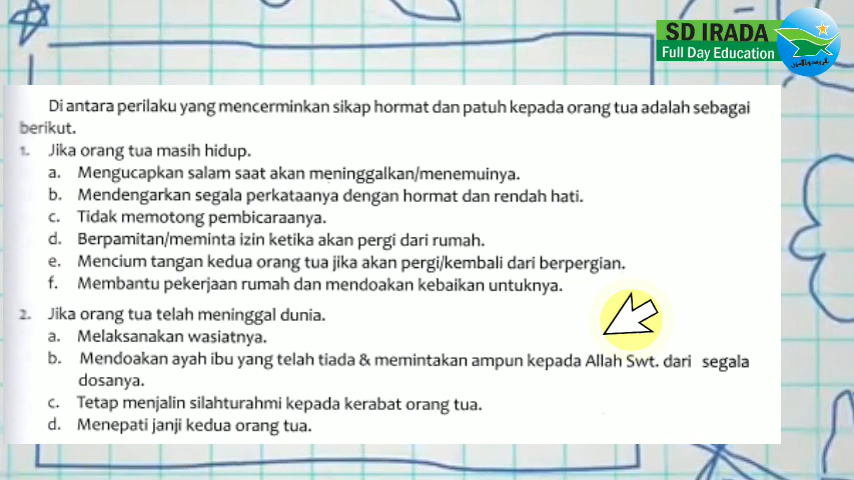 SD IRADA
Full Day Education
Di antara perilaku yang mencerminkan sikap hormat dan patuh kepada orang tua adalah sebagai
berikut.
1. Jika orang tua masih hidup.
a. Mengucapkan salam saat akan meninggalkan/menemuinya.
b. Mendengarkan segala perkataanya dengan hormat dan rendah hati.
c. Tidak memotong pembicaraanya.
d. Berpamitan/meminta izin ketika akan pergi dari rumah.
e. Mencium tangan kedua orang tua jika akan pergi/kembali dari berpergian.
f. Membantu pekerjaan rumah dan mendoakan kebaikan untuknya.
2. Jika orang tua telah meninggal dunia.
a. Melaksanakan wasiatnya.
b. Mendoakan ayah ibu yang telah tiada & memintakan ampun kepada Allah Swt. dari segala
dosanya.
c. Tetap menjalin silahturahmi kepada kerabat orang tua.
d. Menepati janji kedua orang tua.